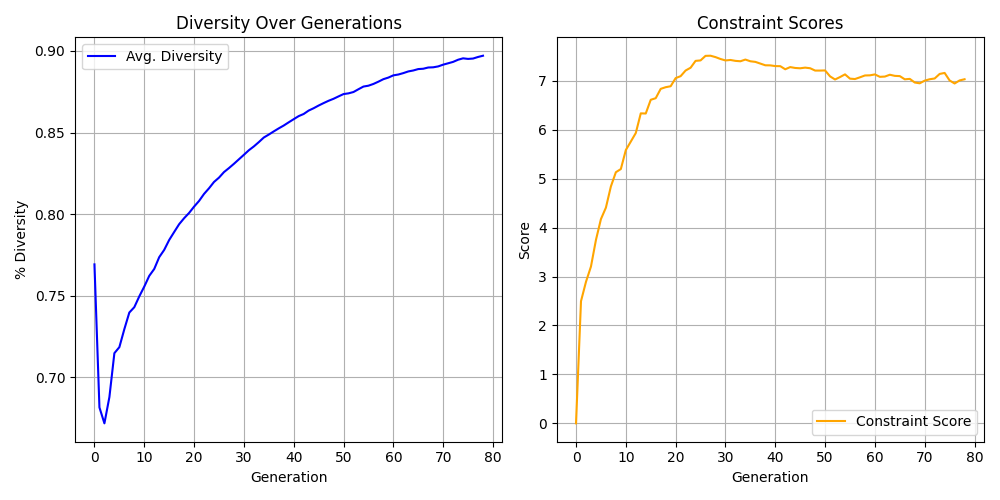 Diversity Over Generations
Avg. Diversity
% Diversity
0.90
0.85
0.80
0.75
0.70
0 10 20 30 40 50 60 70 80
Generation
Constraint Scores
Score
7
6
5
4
3
2
1
0
Constraint Score
0 10 20 30 40 50 60 70 80
Generation